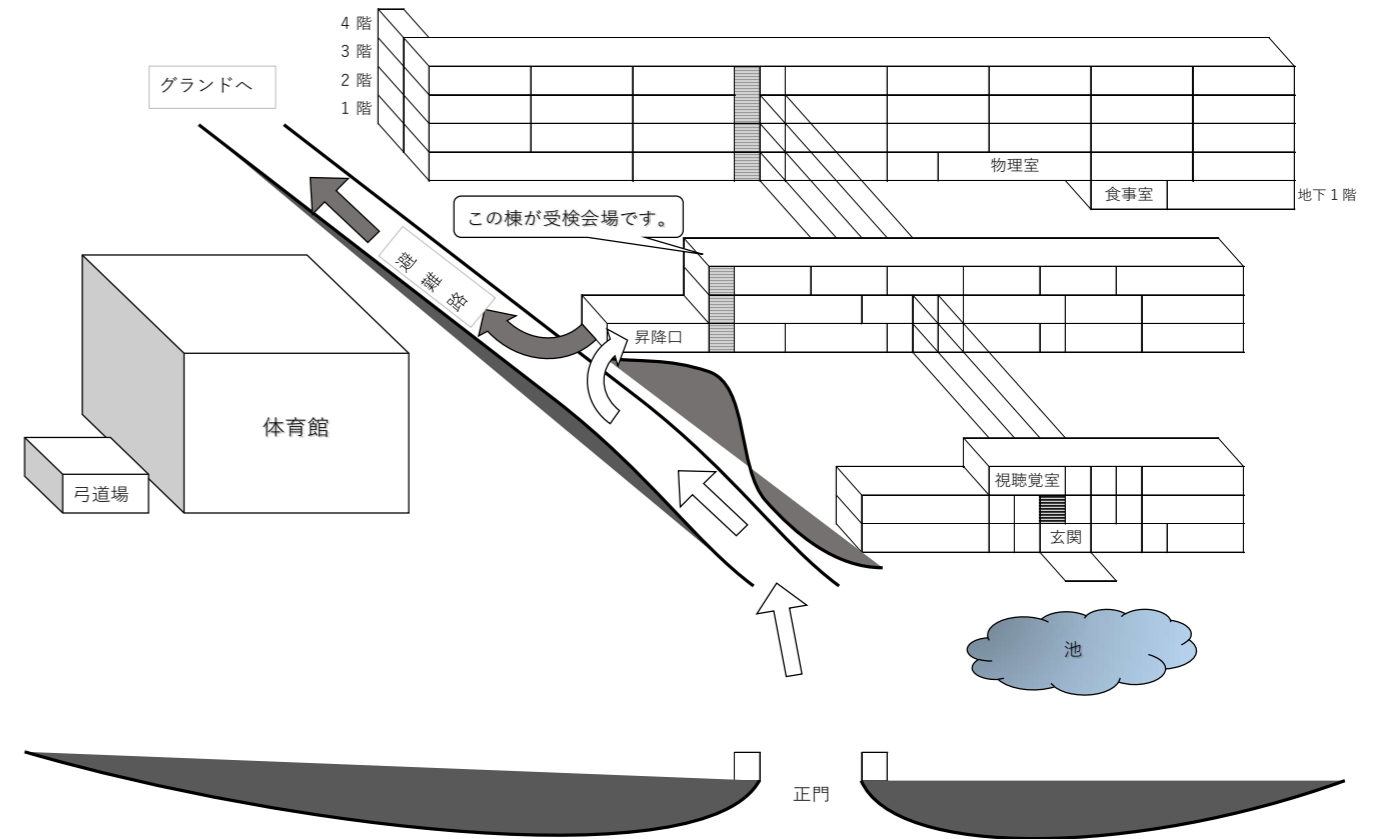 4 階
3 階
2 階
1 階
グランドへ
物理室
食事室
地下 1 階
この棟が受検会場です。
避難路
昇降口
体育館
弓道場
視聴覚室
玄関
池
正門